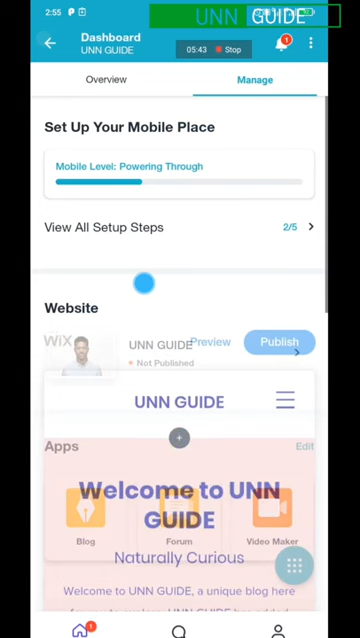 2:55
UNN GUIDE
Dashboard
UNN GUIDE
05:43 Stop
1
Overview
Manage
Set Up Your Mobile Place
Mobile Level: Powering Through
View All Setup Steps
2/5
Website
WiX
UNN GUIDE
Preview
Publish
Not Published
UNN GUIDE
Apps
Edit
Welcome to UNN
GUIDE
Blog
Forum
Video Maker
Naturally Curious
Welcome to UNN GUIDE, a unique blog here
1